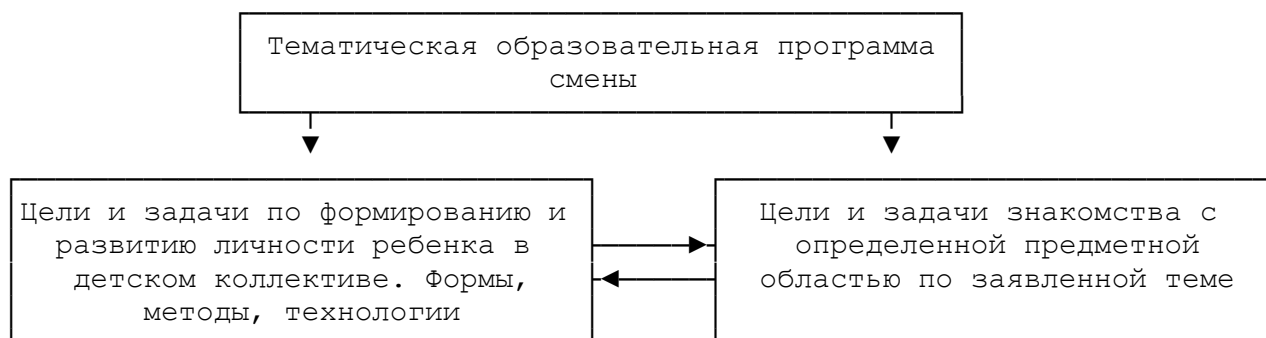 Тематическая образовательная программа
смены
Цели и задачи по формированию и
развитию личности ребенка в
детском коллективе. Формы,
методы, технологии
Цели и задачи знакомства с
определенной предметной
областью по заявленной теме